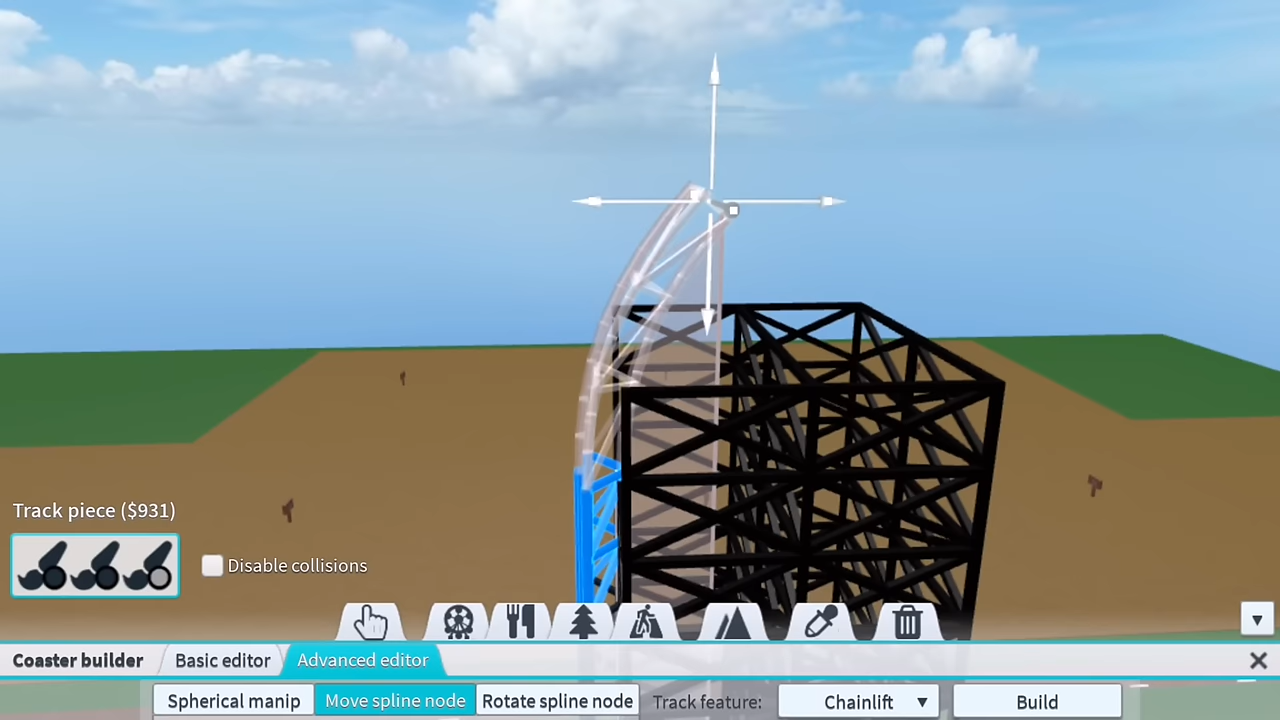 Track piece ($931)
Disable collisions
Coaster builder
Basic editor
Advanced editor
Spherical manip
Move spline node
Rotate spline node
Track feature:
Chainlift
Build